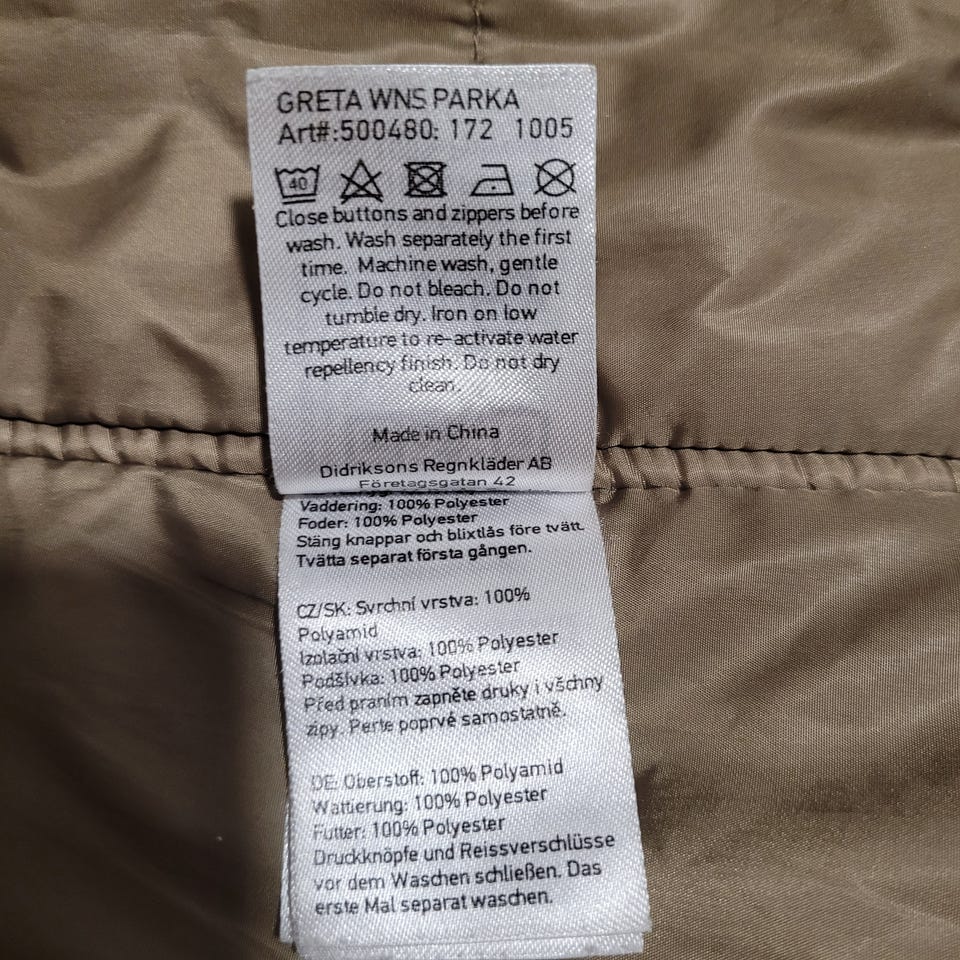 GRETA WNS PARKA
Art#:500480: 172 1005
40
Close buttons and zippers before
wash. Wash separately the first
time. Machine wash, gentle
cycle. Do not bleach. Do not
tumble dry. Iron on low
temperature to re-activate water
repellency finish. Do not dry
clean.
Made in China
Didriksons Regnkläder AB
Företagsgatan 42
Vaddering: 100% Polyester
Foder: 100% Polyester
Stäng knappar och blixtlås före tvätt.
Tvätta separat första gången.
CZ/SK: Svrchní vrstva: 100%
Polyamid
Izolační vrstva: 100% Polyester
Podšívka: 100% Polyester
Před praním zapněte druky i všchny
zipy. Perte poprvé samostatně.
DE: Oberstoff: 100% Polyamid
Wattierung: 100% Polyester
Futter: 100% Polyester
Druckknöpfe und Reissverschlüsse
vor dem Waschen schließen. Das
erste Mal separat waschen.